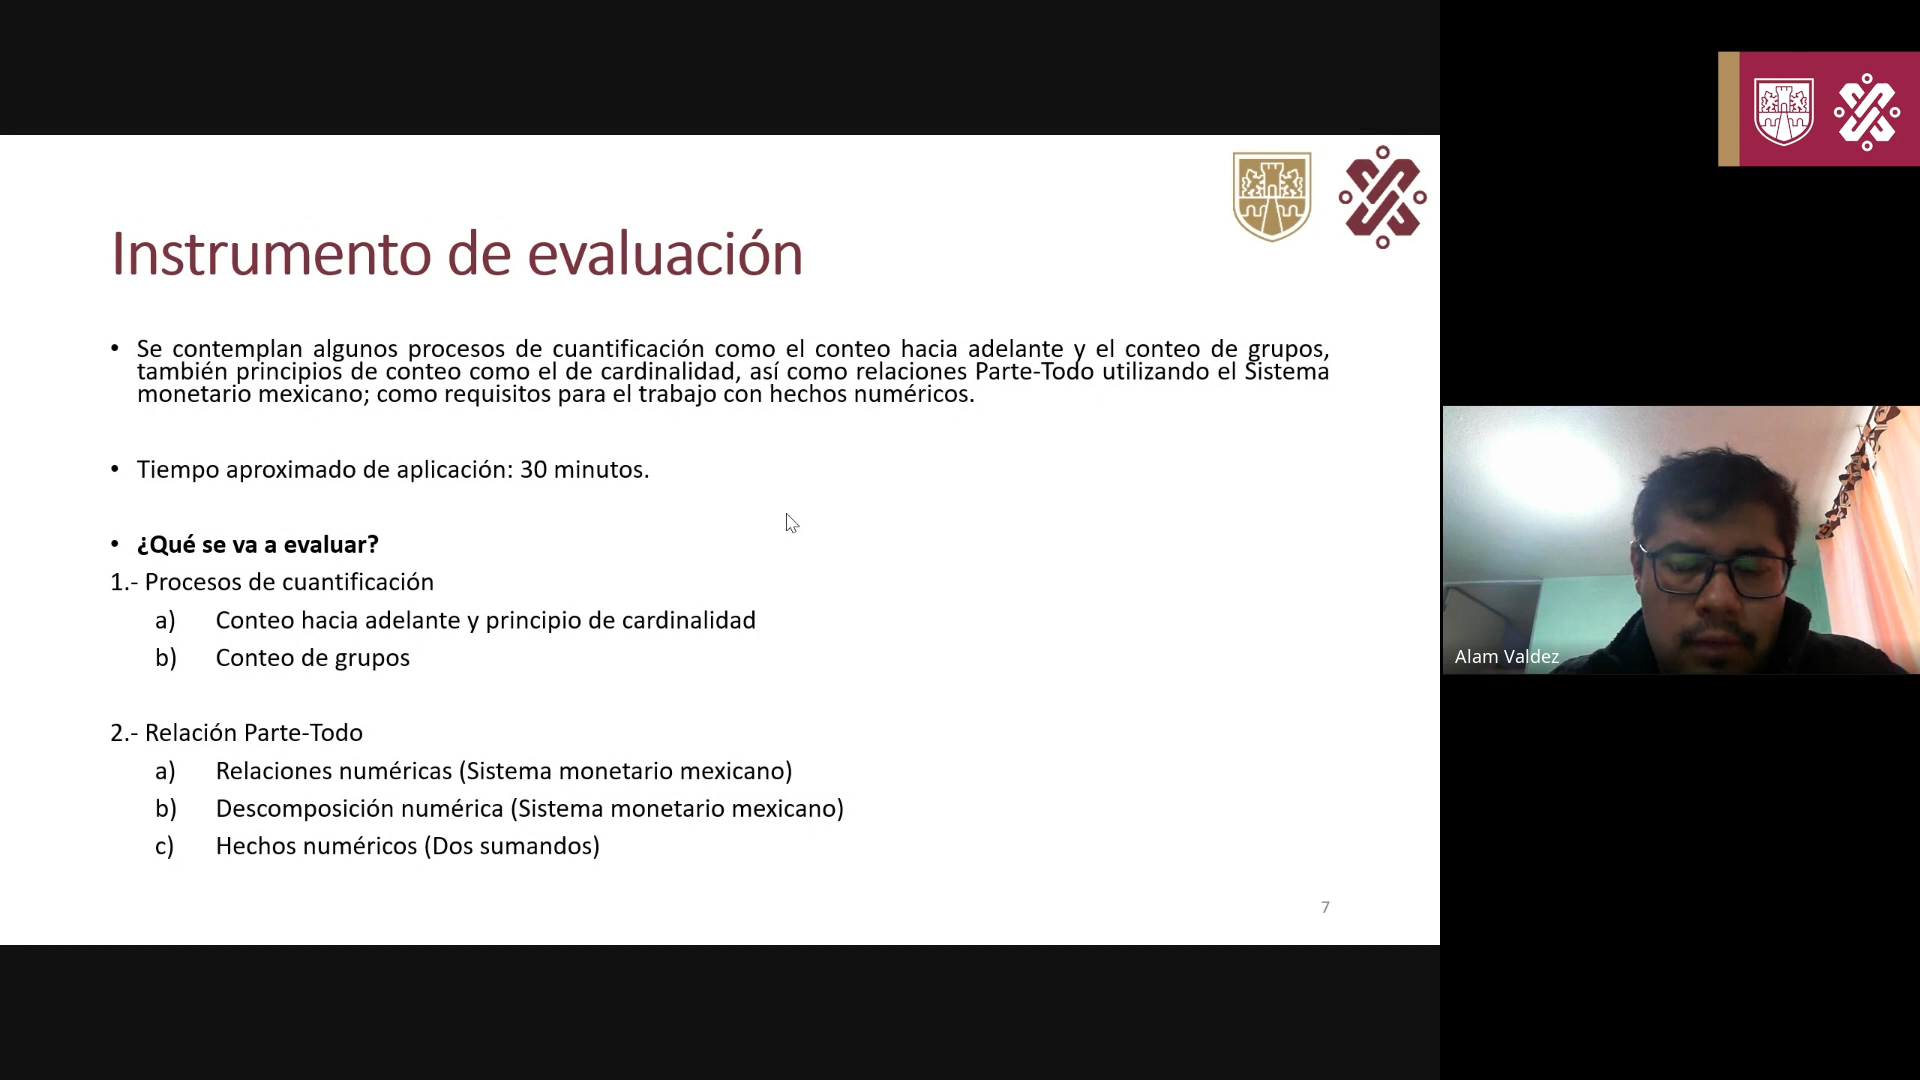 Instrumento de evaluación
• Se contemplan algunos procesos de cuantificación como el conteo hacia adelante y el conteo de grupos,
también principios de conteo como el de cardinalidad, así como relaciones Parte-Todo utilizando el Sistema
monetario mexicano; como requisitos para el trabajo con hechos numéricos.
• Tiempo aproximado de aplicación: 30 minutos.
• ¿Qué se va a evaluar?
1.- Procesos de cuantificación
a) Conteo hacia adelante y principio de cardinalidad
b) Conteo de grupos
2.- Relación Parte-Todo
a) Relaciones numéricas (Sistema monetario mexicano)
b) Descomposición numérica (Sistema monetario mexicano)
c) Hechos numéricos (Dos sumandos)
7
Alam Valdez